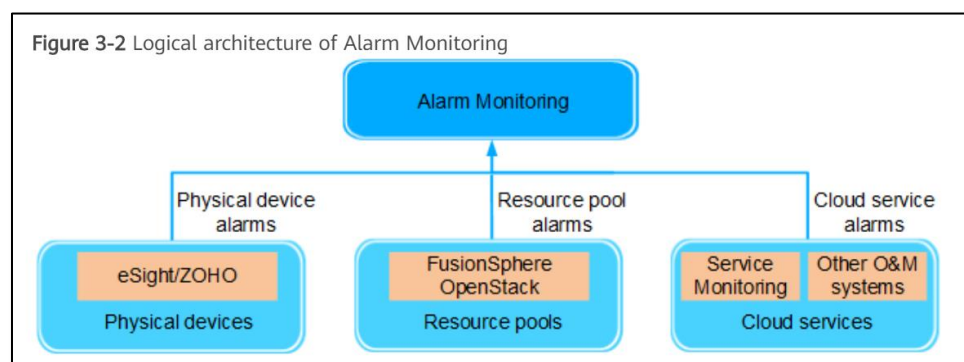 Figure 3-2 Logical architecture of Alarm Monitoring
Alarm Monitoring
Physical device
alarms
Resource pool
alarms
Cloud service
alarms
eSight/ZOHO
Physical devices
FusionSphere
OpenStack
Resource pools
Service
Monitoring
Other O&M
systems
Cloud services